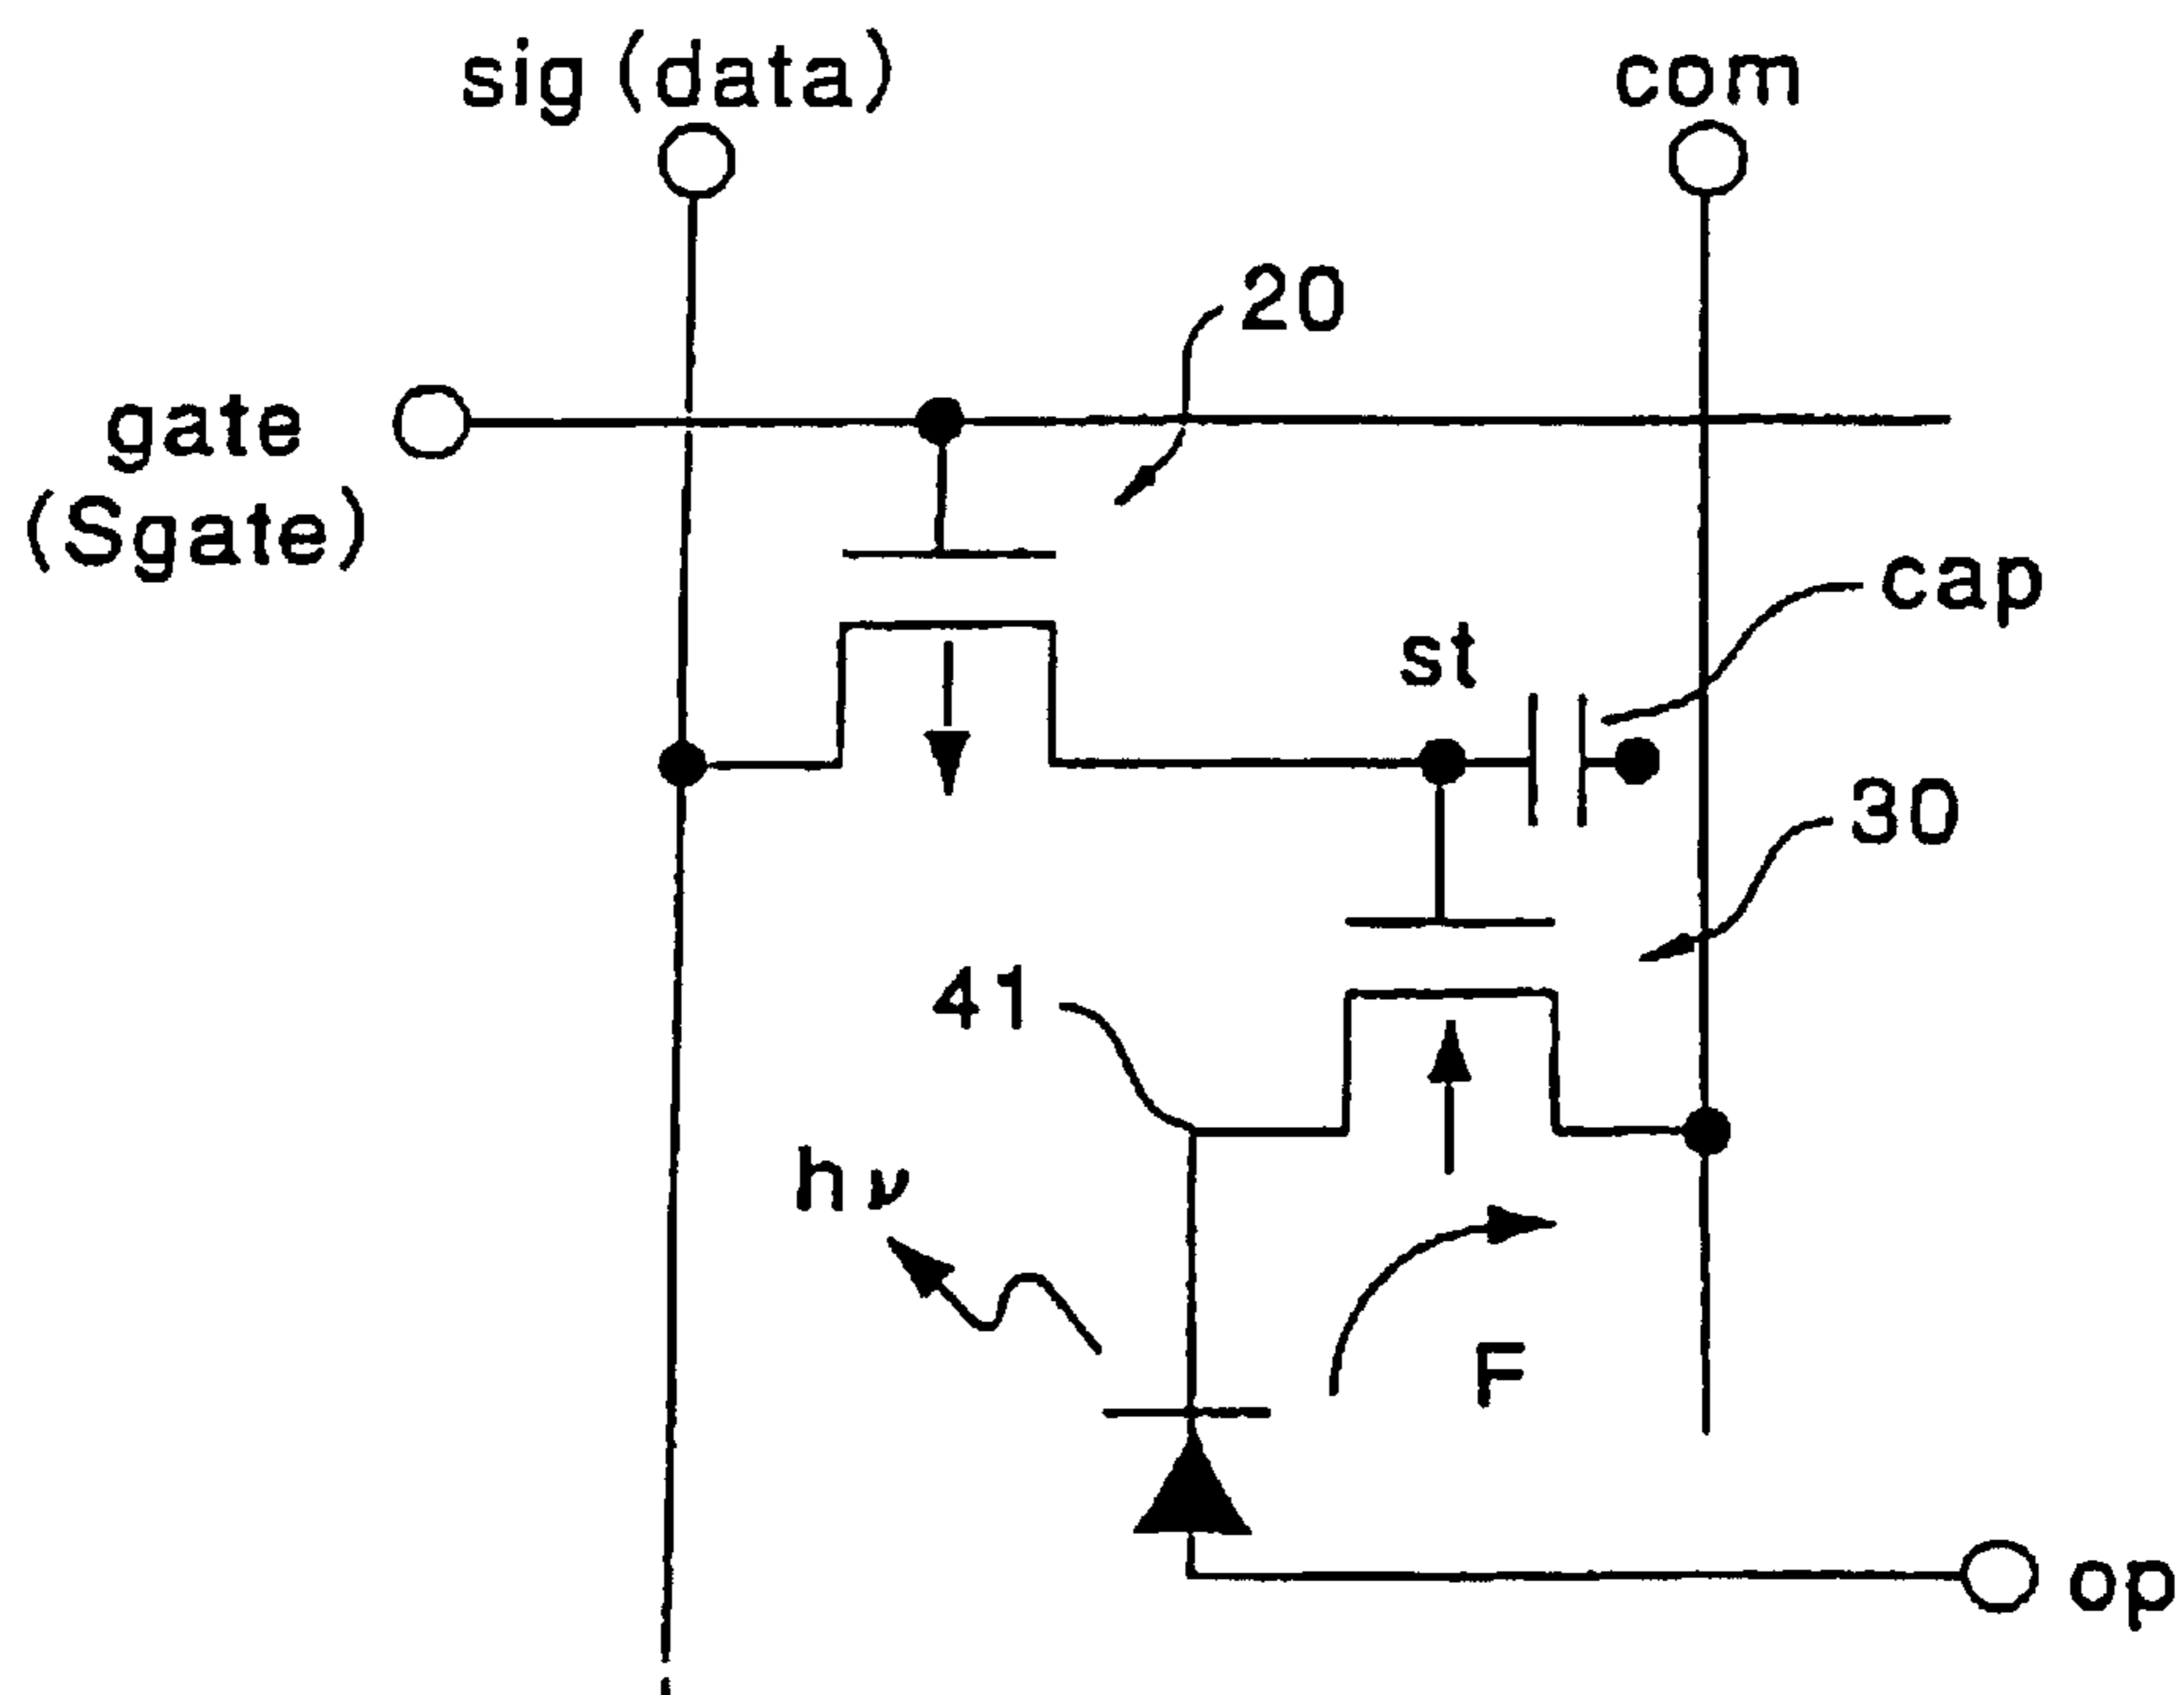 sig (data)
com
20
gate
(Sgate)
cap
st
30
41
hν
F
op